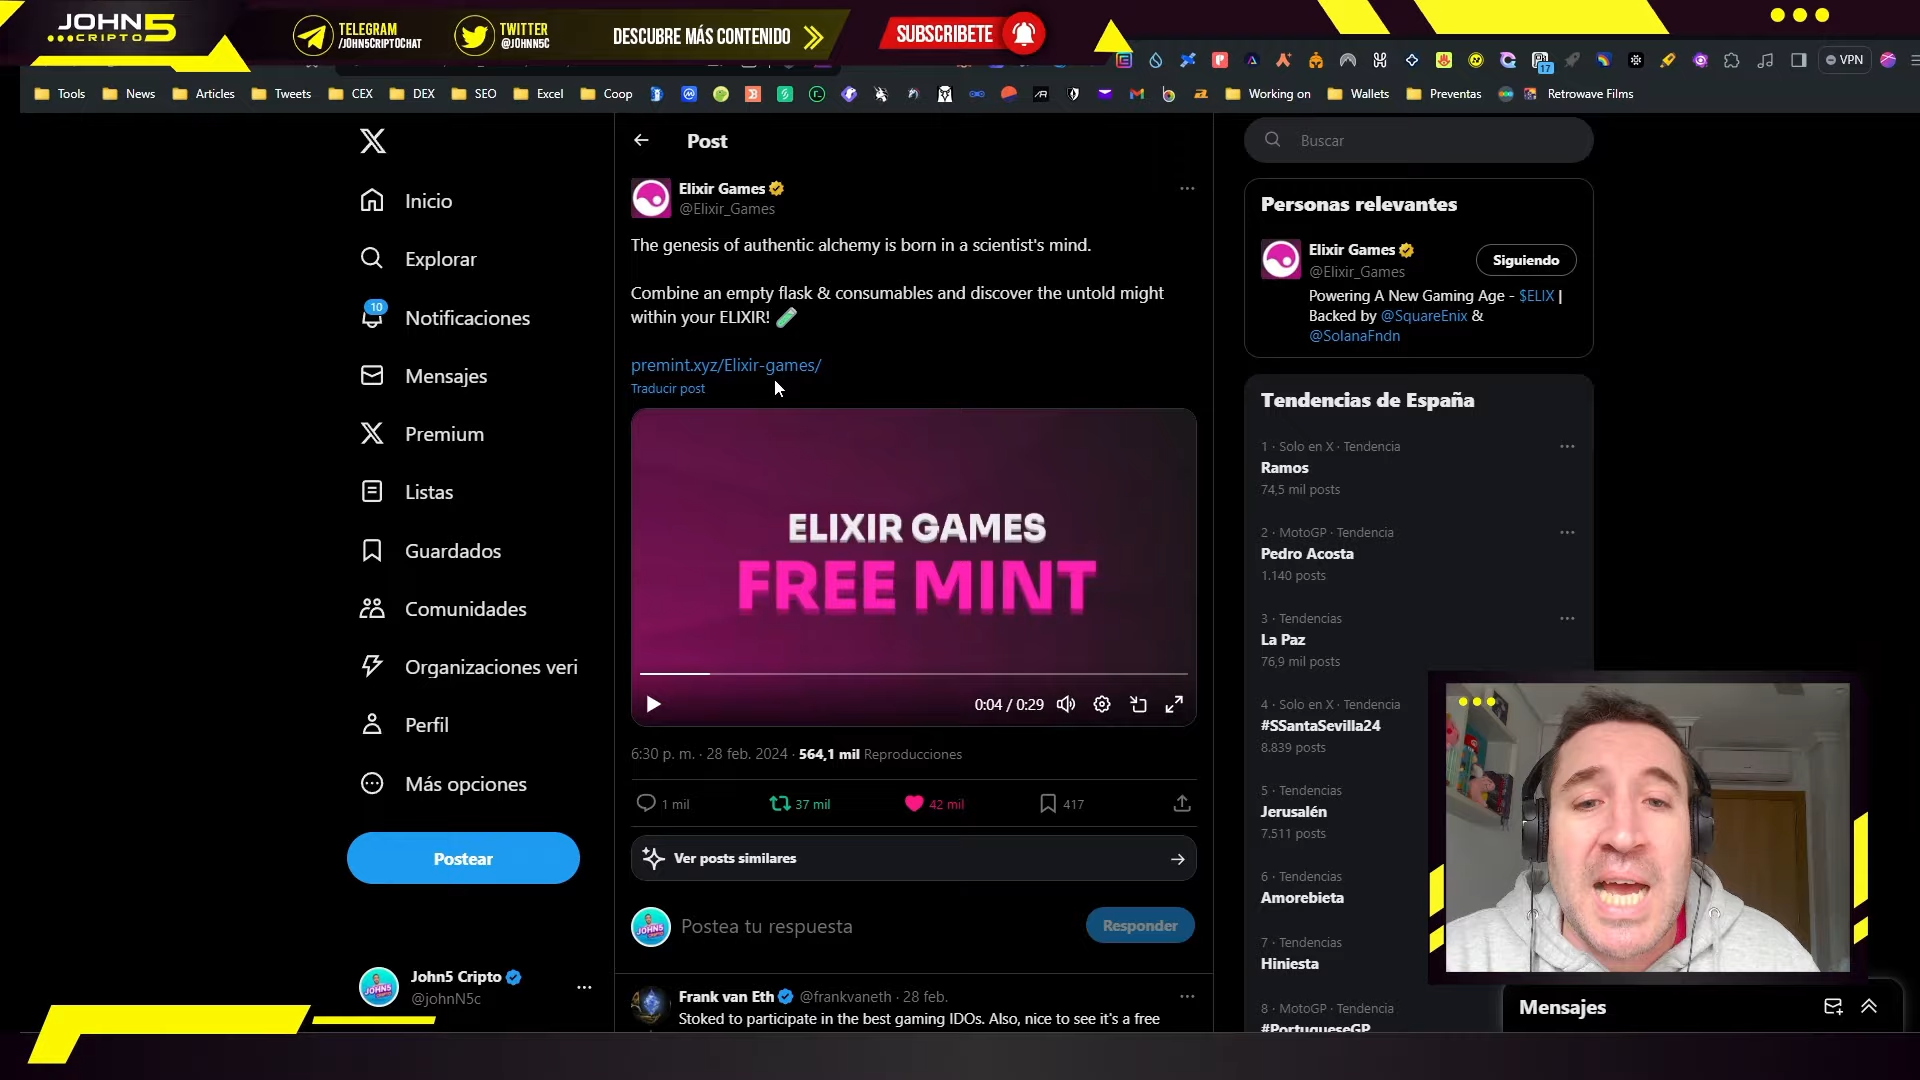 JOHN5
CRIPTO
TELEGRAM
/JOHN5CRIPTOCHAT
TWITTER
@J0HNN5C
DESCUBRE MÁS CONTENIDO
SUBSCRIBETE
17
VPN
Tools
News
Articles
Tweets
CEX
DEX
SEO
Excel
Coop
Working on
Wallets
Preventas
Retrowave Films
Inicio
Explorar
10
Notificaciones
Mensajes
Premium
Listas
Guardados
Comunidades
Organizaciones veri
Perfil
Más opciones
Postear
John5 Cripto
@johnN5c
Post
Elixir Games
@Elixir_Games
The genesis of authentic alchemy is born in a scientist's mind.
Combine an empty flask & consumables and discover the untold might
within your ELIXIR!
premint.xyz/Elixir-games/
Traducir post
ELIXIR GAMES
FREE MINT
0:04 / 0:29
6:30 p. m. · 28 feb. 2024 · 564,1 mil Reproducciones
1 mil
37 mil
42 mil
417
Ver posts similares
JOHN5
Postea tu respuesta
Responder
Frank van Eth @frankvaneth · 28 feb.
Stoked to participate in the best gaming IDOs. Also, nice to see it's a free
Buscar
Personas relevantes
Elixir Games
@Elixir_Games
Siguiendo
Powering A New Gaming Age - $ELIX |
Backed by @SquareEnix &
@SolanaFndn
Tendencias de España
1 · Solo en X · Tendencia
Ramos
74,5 mil posts
2 · MotoGP · Tendencia
Pedro Acosta
1.140 posts
3 · Tendencias
La Paz
76,9 mil posts
4 · Solo en X · Tendencia
#SSantaSevilla24
8.839 posts
5 · Tendencias
Jerusalén
7.511 posts
6 · Tendencias
Amorebieta
7 · Tendencias
Hiniesta
8 · MotoGP · Tendencia
#PortugueseGP
Mensajes